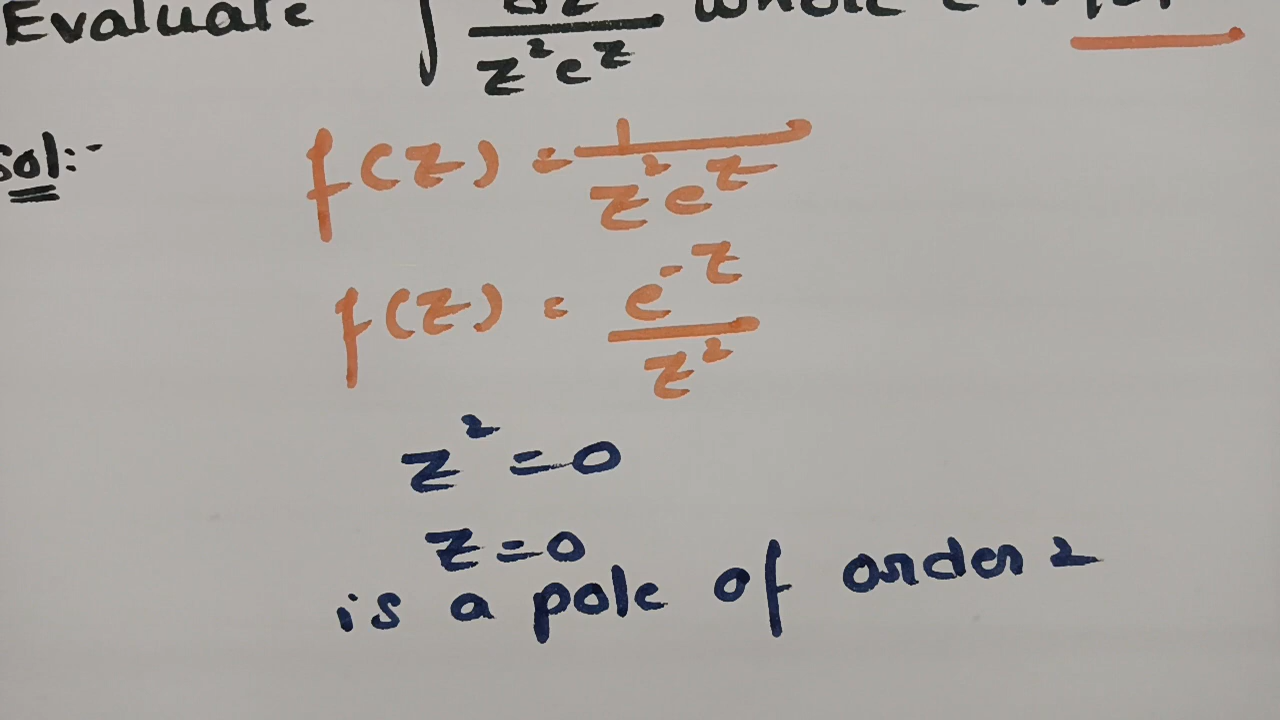 Evaluate ∫ dz / z²e^z
Sol:-
f(z) = 1 / z²e^z
f(z) = e^-z / z²
z² = 0
z = 0
is a pole of order 2